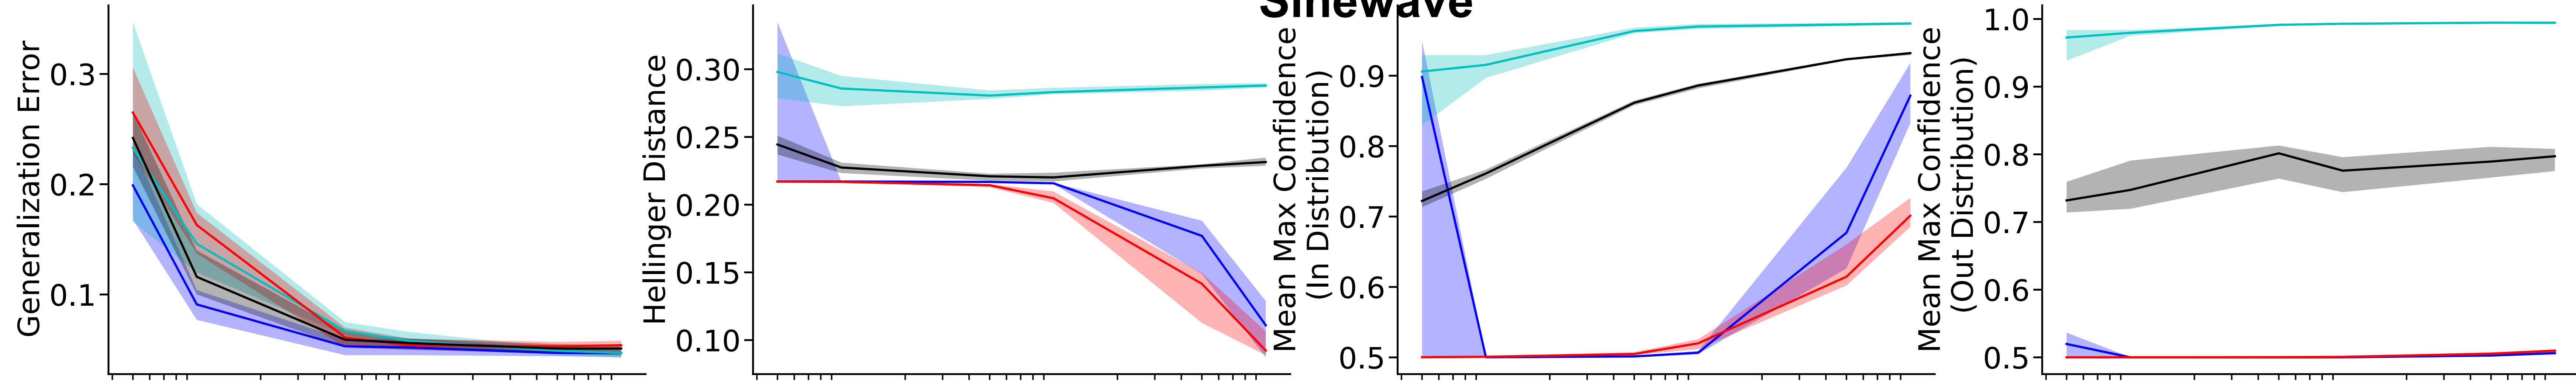 Sinewave
Generalization Error
0.3
0.2
0.1
Hellinger Distance
0.30
0.25
0.20
0.15
0.10
Mean Max Confidence
(In Distribution)
0.9
0.8
0.7
0.6
0.5
Mean Max Confidence
(Out Distribution)
1.0
0.9
0.8
0.7
0.6
0.5